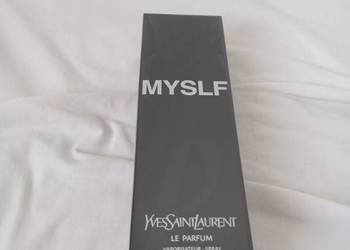 MYSLF
YVESSAINTLAURENT
LE PARFUM
VAPORISATEUR - SPRAY